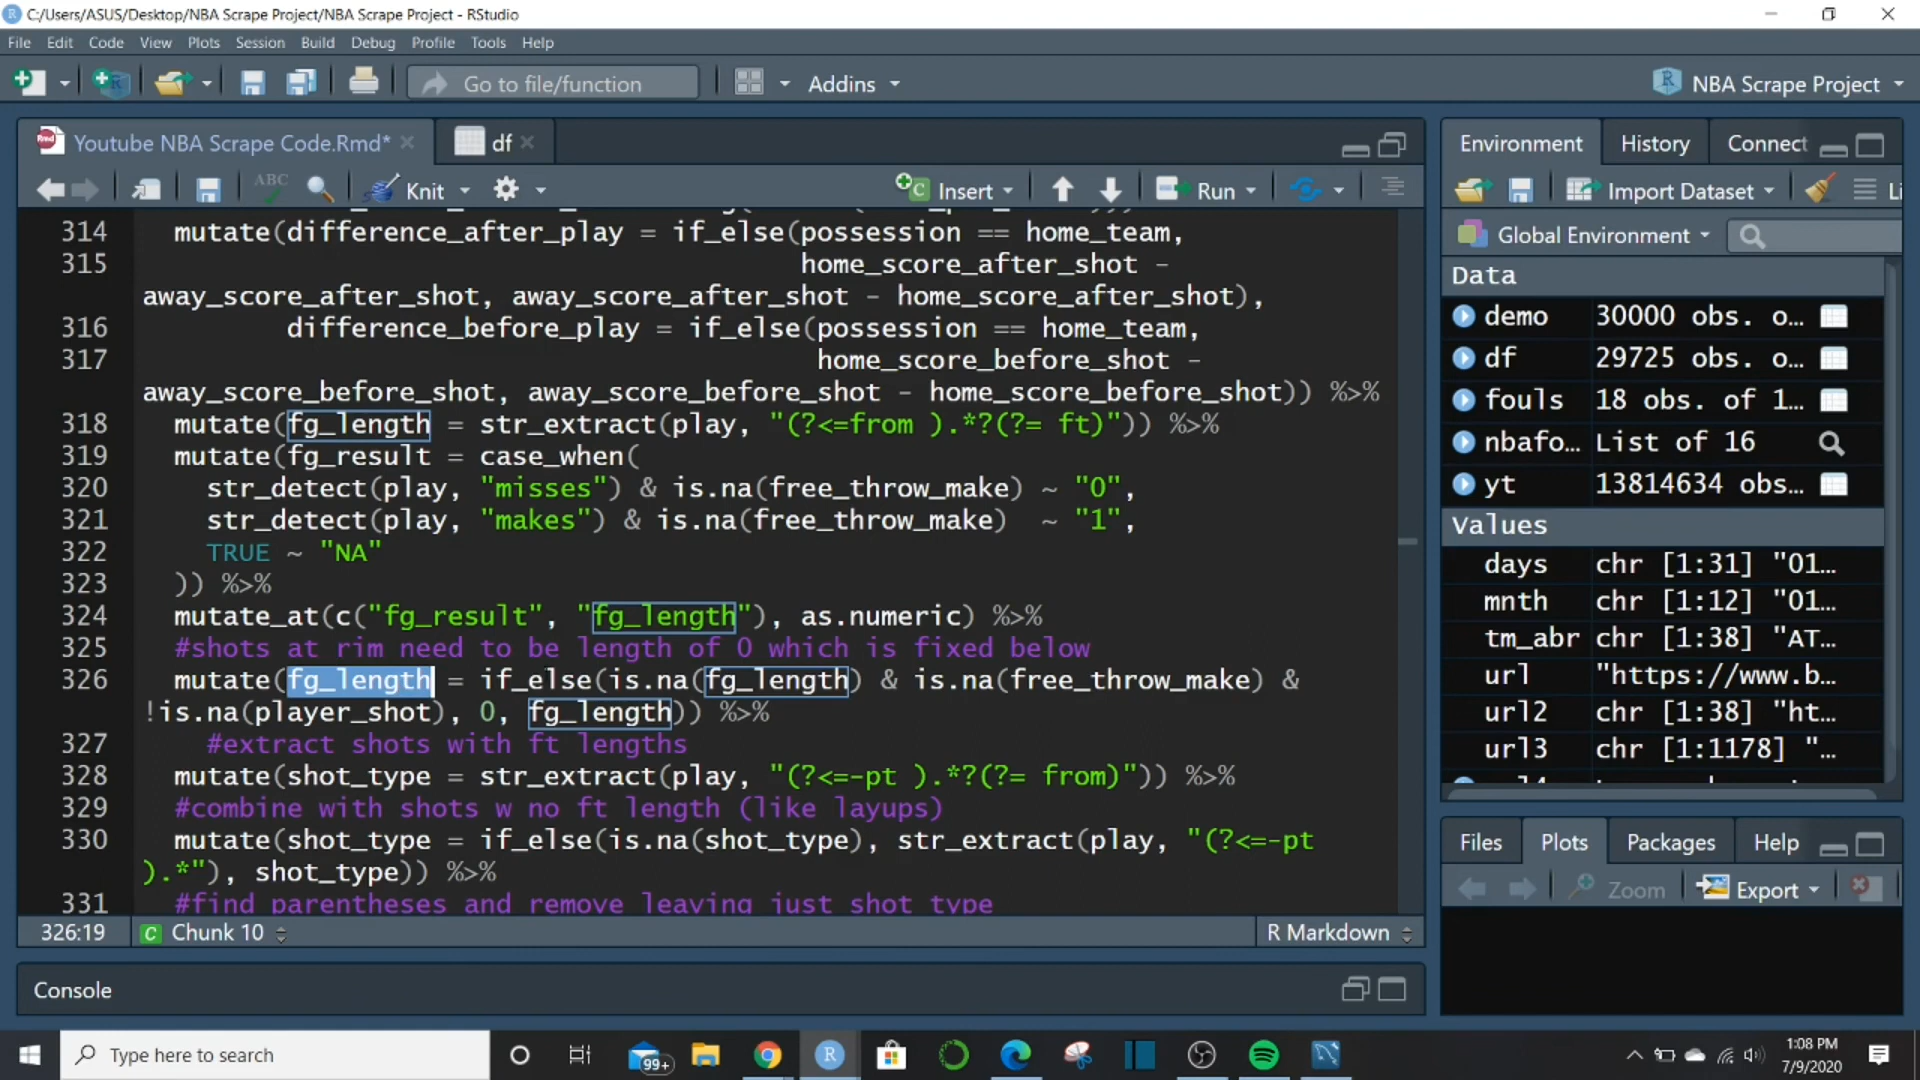 C:/Users/ASUS/Desktop/NBA Scrape Project/NBA Scrape Project - RStudio
File Edit Code View Plots Session Build Debug Profile Tools Help
Go to file/function Addins NBA Scrape Project
Youtube NBA Scrape Code.Rmd* df
ABC Knit Insert Run
314 mutate(difference_after_play = if_else(possession == home_team,
315 home_score_after_shot -
away_score_after_shot, away_score_after_shot - home_score_after_shot),
316 difference_before_play = if_else(possession == home_team,
317 home_score_before_shot -
away_score_before_shot, away_score_before_shot - home_score_before_shot)) %>%
318 mutate(fg_length = str_extract(play, "(?<=from ).*?(?= ft)")) %>%
319 mutate(fg_result = case_when(
320 str_detect(play, "misses") & is.na(free_throw_make) ~ "0",
321 str_detect(play, "makes") & is.na(free_throw_make)  ~ "1",
322 TRUE ~ "NA"
323 )) %>%
324 mutate_at(c("fg_result", "fg_length"), as.numeric) %>%
325 #shots at rim need to be length of 0 which is fixed below
326 mutate(fg_length = if_else(is.na(fg_length) & is.na(free_throw_make) &
!is.na(player_shot), 0, fg_length)) %>%
327 #extract shots with ft lengths
328 mutate(shot_type = str_extract(play, "(?<=-pt ).*?(?= from)")) %>%
329 #combine with shots w no ft length (like layups)
330 mutate(shot_type = if_else(is.na(shot_type), str_extract(play, "(?<=-pt
).*"), shot_type)) %>%
331 #find parentheses and remove leaving just shot type
326:19 C Chunk 10 R Markdown
Console
Environment History Connect
Import Dataset Li
Global Environment
Data
demo 30000 obs. o...
df 29725 obs. o...
fouls 18 obs. of 1...
nbafo... List of 16
yt 13814634 obs...
Values
days chr [1:31] "01...
mnth chr [1:12] "01...
tm_abr chr [1:38] "AT...
url "https://www.b...
url2 chr [1:38] "ht...
url3 chr [1:1178] "...
Files Plots Packages Help
Zoom Export
Type here to search
99+
1:08 PM
7/9/2020